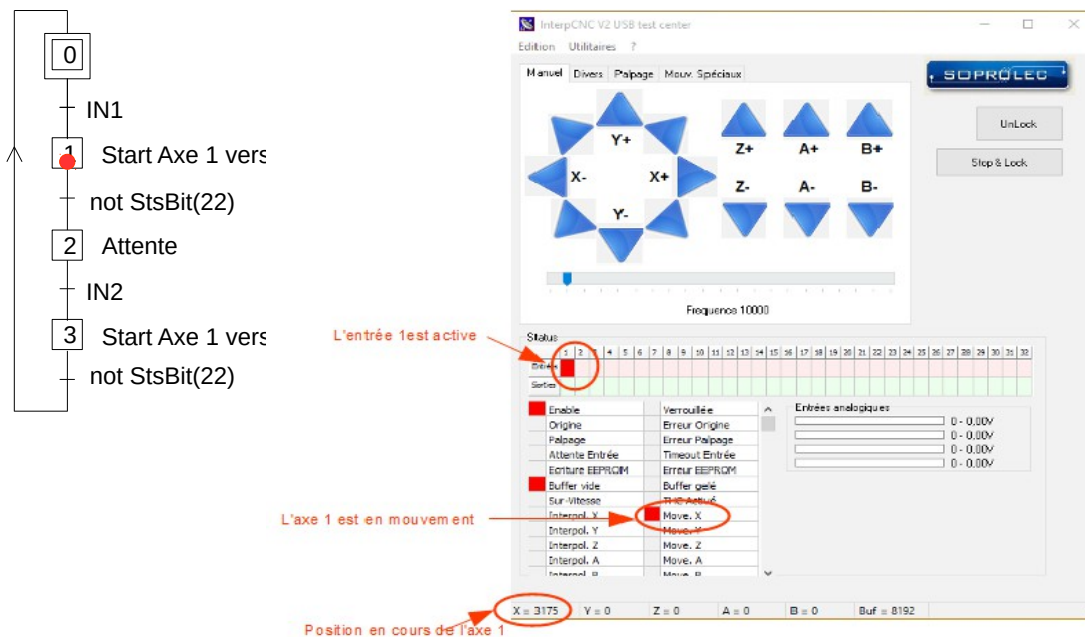 0
IN1
1 Start Axe 1 vers
not StsBit(22)
2 Attente
IN2
3 Start Axe 1 vers
not StsBit(22)
InterpCNC V2 USB test center
Edition Utilitaires ?
Manuel Divers Palpage Mouv. Spéciaux
SOPROLEC
UnLock
Stop & Lock
Y+
X- X+
Y-
Z+ A+ B+
Z- A- B-
Frequence 10000
L'entrée 1est active
Status
1 2 3 4 5 6 7 8 9 10 11 12 13 14 15 16 17 18 19 20 21 22 23 24 25 26 27 28 29 30 31 32
Entrées
Sorties
Enable Verrouillée
Origine Erreur Origine
Palpage Erreur Palpage
Attente Entrée Timeout Entrée
Ecriture EEPROM Erreur EEPROM
Buffer vide Buffer gelé
Sur-Vitesse THC Activé
Interpol. X Move. X
Interpol. Y Move. Y
Interpol. Z Move. Z
Interpol. A Move. A
Interpol. B Move. B
Entrées analogiques
0 - 0.00V
0 - 0.00V
0 - 0.00V
0 - 0.00V
L'axe 1 est en mouvement
X = 3175 Y = 0 Z = 0 A = 0 B = 0 Buf = 8192
Position en cours de l'axe 1